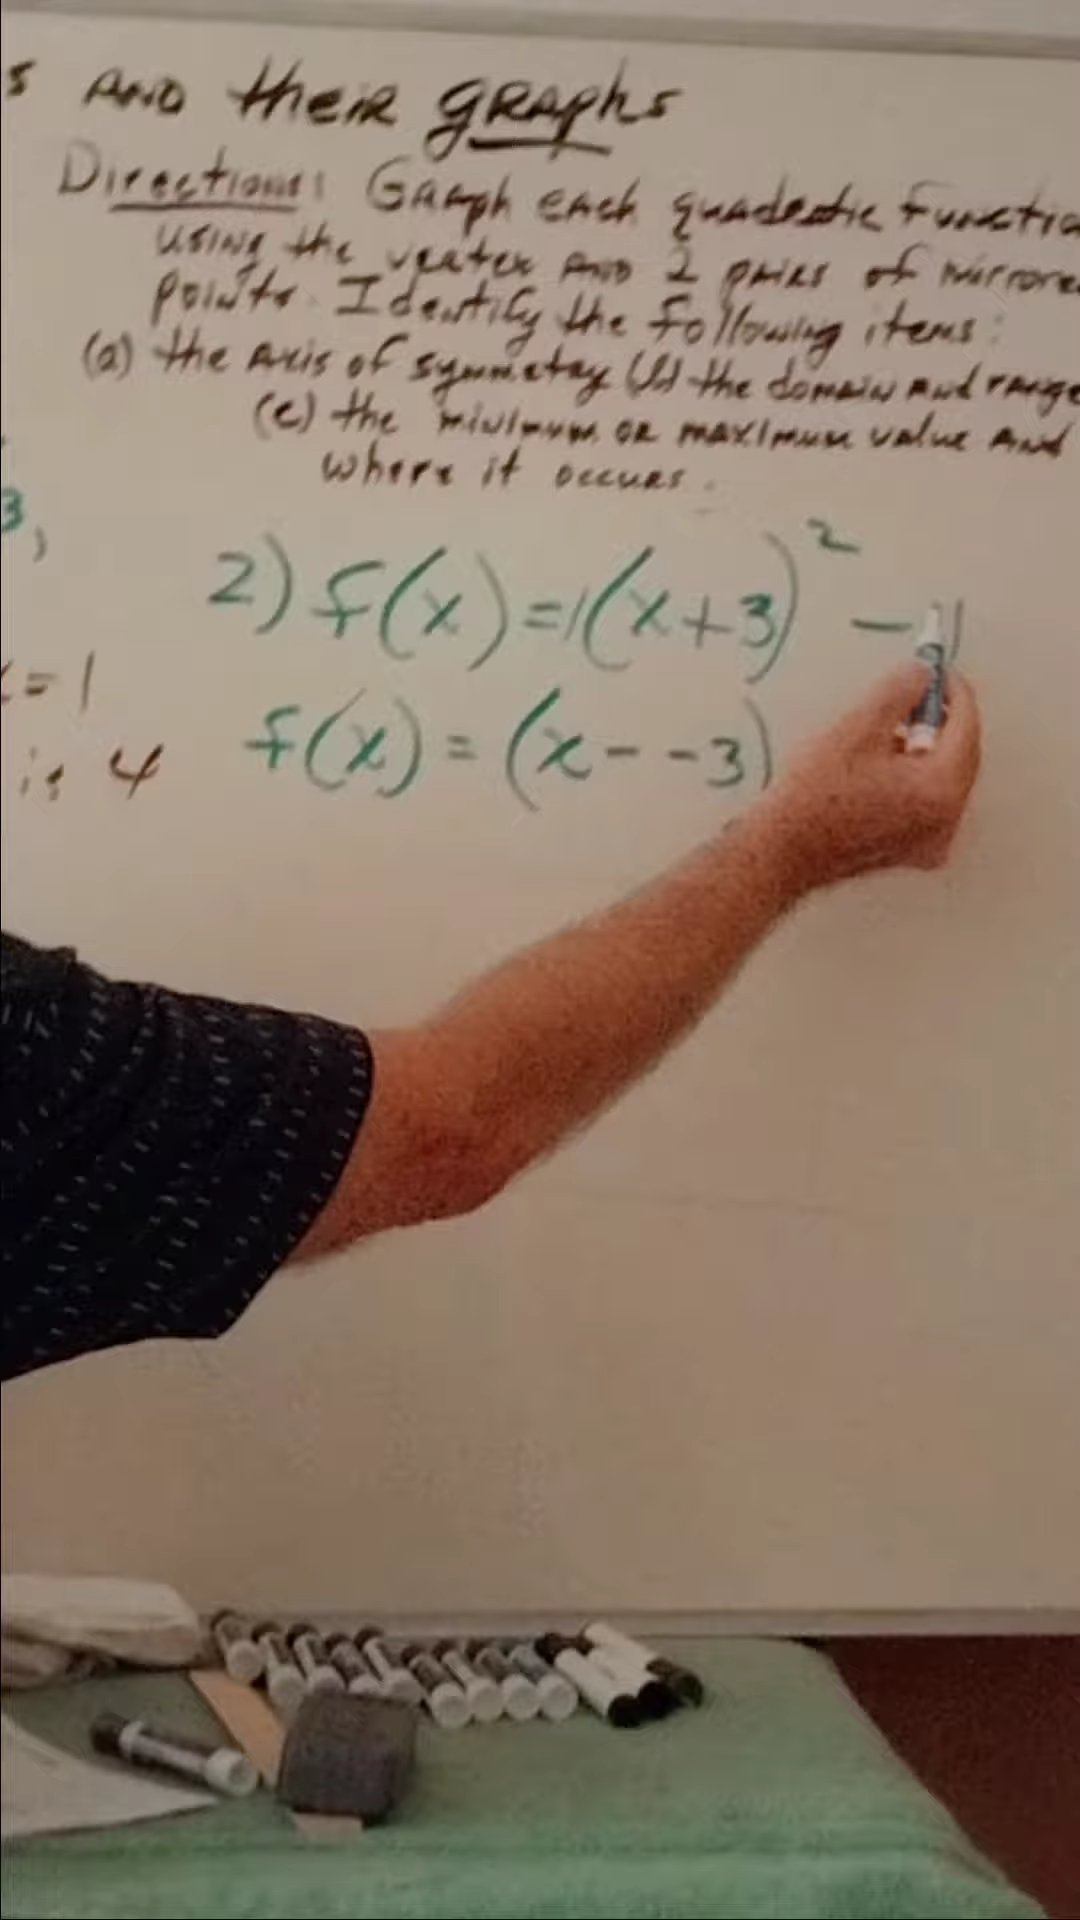 s AND their gRAphs
Directions: GRAph each quadratic Functio
using the vertex AND 2 pairs of mirrore
points. Identify the following items:
(a) the Axis of symmetry (b) the domain AND range
(c) the minimum OR maximum value AND
where it occurs.
3,
2) f(x)=1(x+3)² -
=1
f(x) = (x--3)
is 4